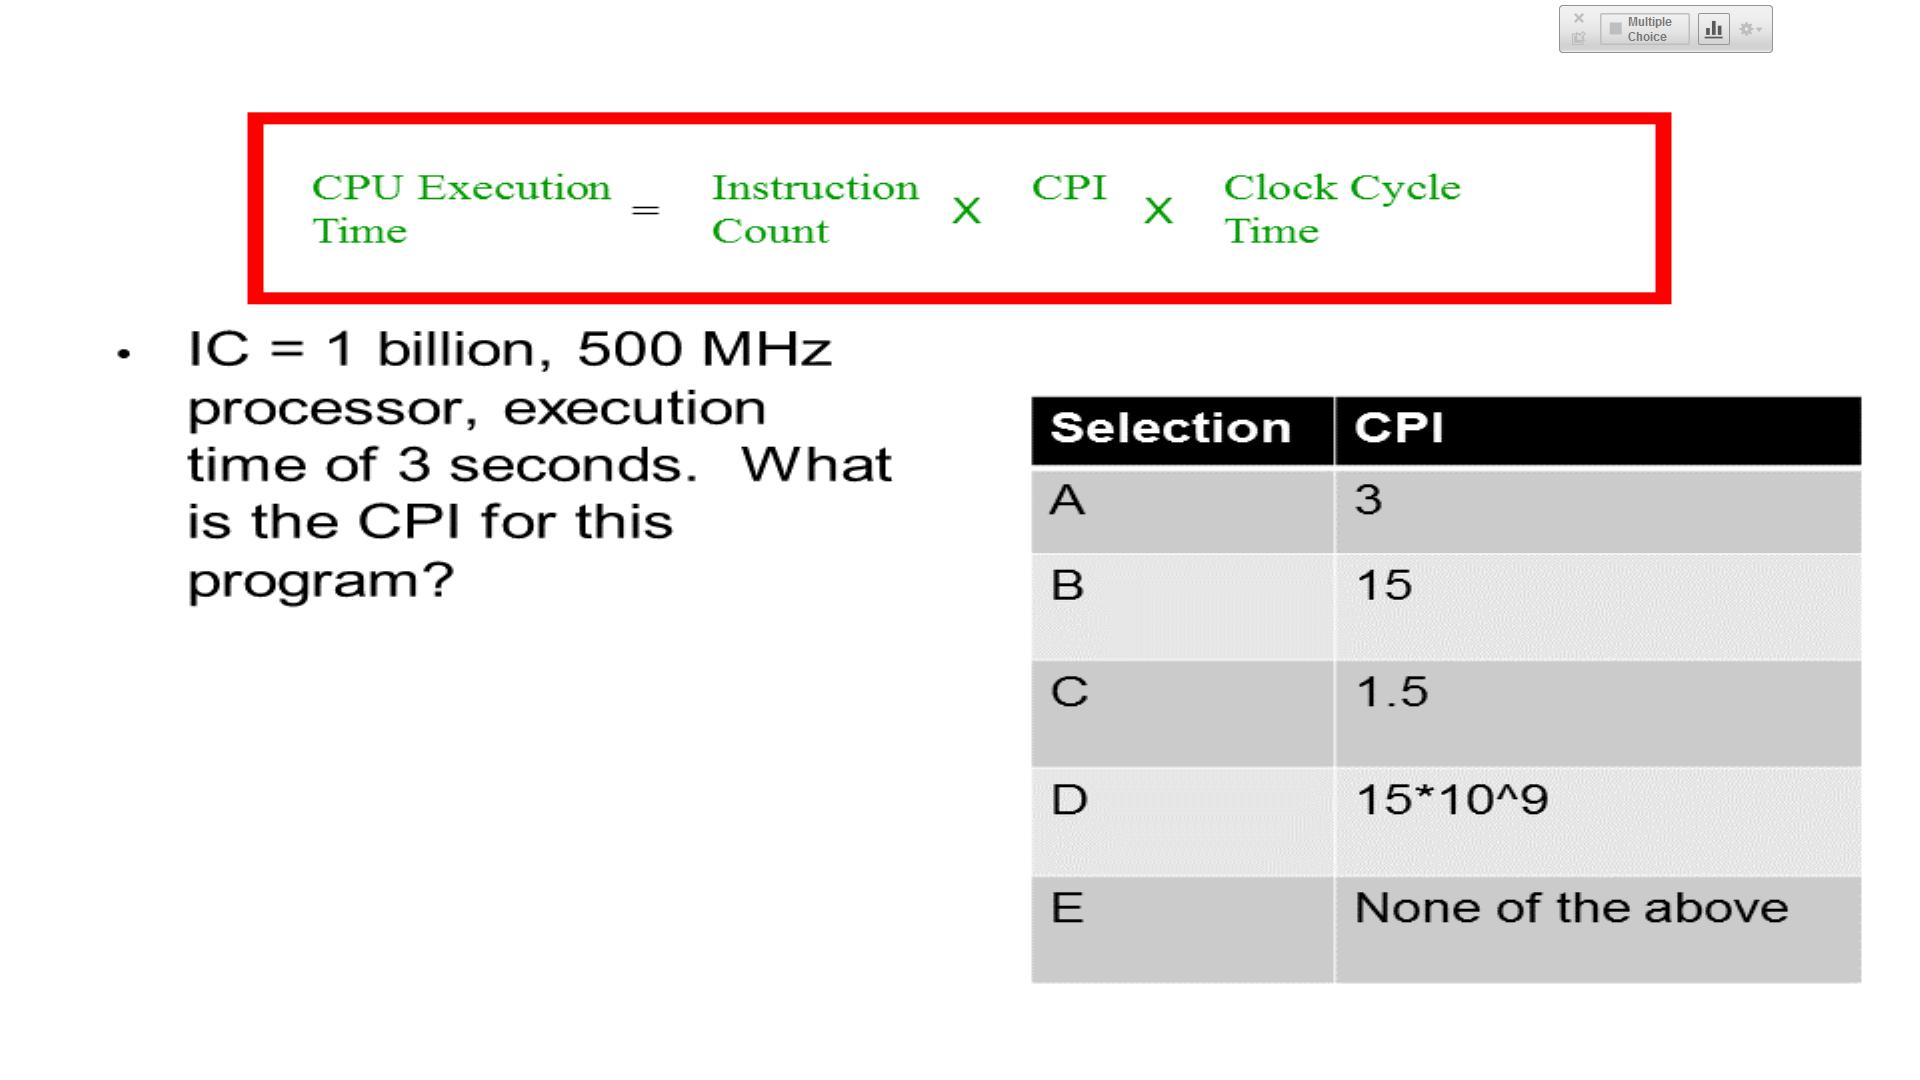 Multiple
Choice
CPU Execution Time = Instruction Count X CPI X Clock Cycle Time
• IC = 1 billion, 500 MHz
processor, execution
time of 3 seconds. What
is the CPI for this
program?
Selection CPI
A 3
B 15
C 1.5
D 15*10^9
E None of the above